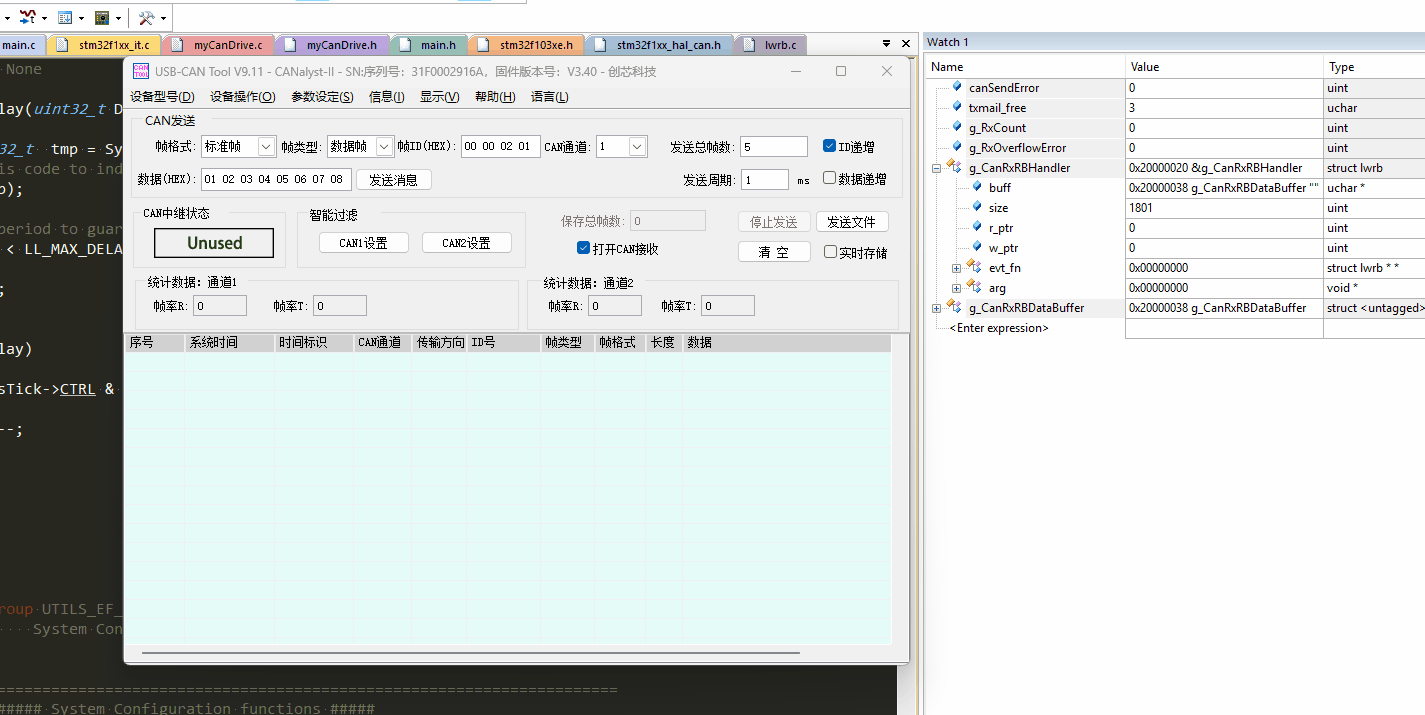 main.c stm32f1xx_it.c myCanDrive.c myCanDrive.h main.h stm32f103xe.h stm32f1xx_hal_can.h lwrb.c
None
lay(uint32_t D
32_t tmp = Sy
is code to ind
p);
period to guar
< LL_MAX_DELA
;
lay)
sTick->CTRL &
--;
roup UTILS_EF_
System Con
##### System Configuration functions #####
CAN TOOL USB-CAN Tool V9.11 - CANalyst-II - SN:序列号: 31F0002916A, 固件版本号: V3.40 - 创芯科技
设备型号(D) 设备操作(O) 参数设定(S) 信息(I) 显示(V) 帮助(H) 语言(L)
CAN发送
帧格式: 标准帧 帧类型: 数据帧 帧ID(HEX): 00 00 02 01 CAN通道: 1 发送总帧数: 5 ID递增
数据(HEX): 01 02 03 04 05 06 07 08 发送消息 发送周期: 1 ms 数据递增
CAN中继状态 智能过滤 保存总帧数: 0 停止发送 发送文件
Unused CAN1设置 CAN2设置 打开CAN接收 清 空 实时存储
统计数据: 通道1 统计数据: 通道2
帧率R: 0 帧率T: 0 帧率R: 0 帧率T: 0
序号 系统时间 时间标识 CAN通道 传输方向 ID号 帧类型 帧格式 长度 数据
Watch 1
Name Value Type
canSendError 0 uint
txmail_free 3 uchar
g_RxCount 0 uint
g_RxOverflowError 0 uint
g_CanRxRBHandler 0x20000020 &g_CanRxRBHandler struct lwrb
buff 0x20000038 g_CanRxRBDataBuffer "" uchar *
size 1801 uint
r_ptr 0 uint
w_ptr 0 uint
evt_fn 0x00000000 struct lwrb * *
arg 0x00000000 void *
g_CanRxRBDataBuffer 0x20000038 g_CanRxRBDataBuffer struct <untagged>
<Enter expression>